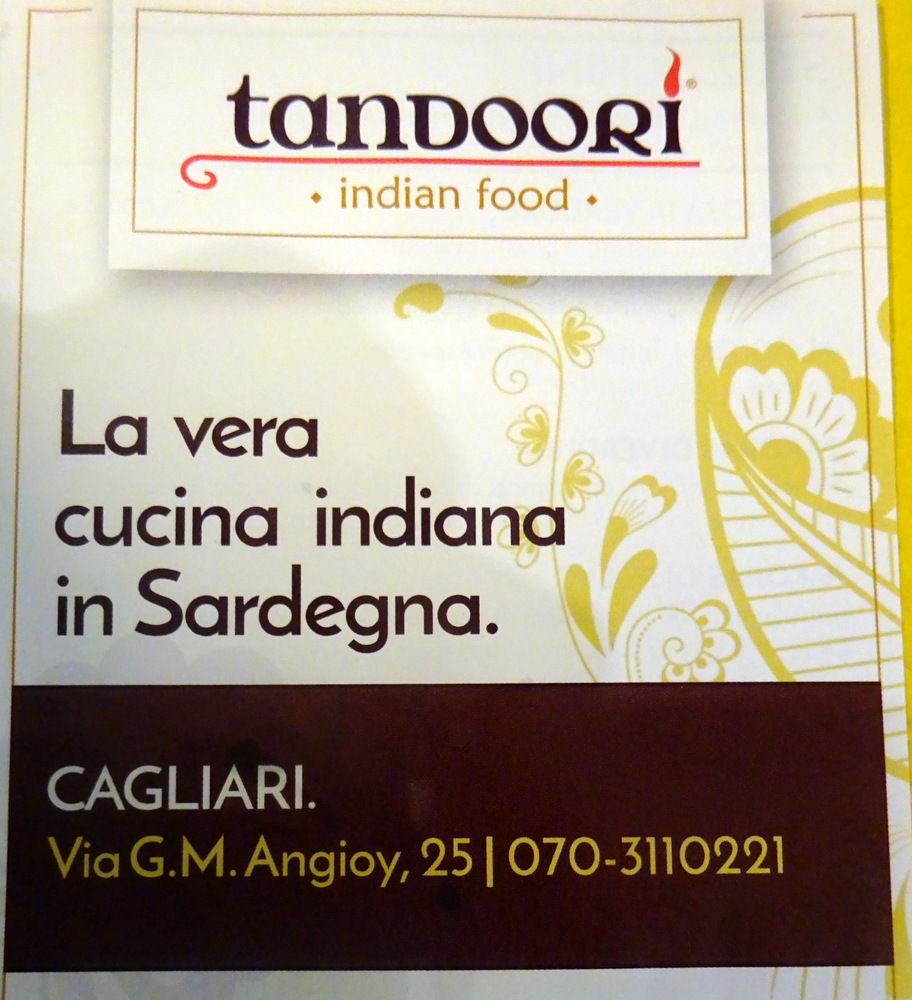 tandoori®
• indian food •
La vera
cucina indiana
in Sardegna.
CAGLIARI.
Via G.M. Angioy, 25 | 070-3110221